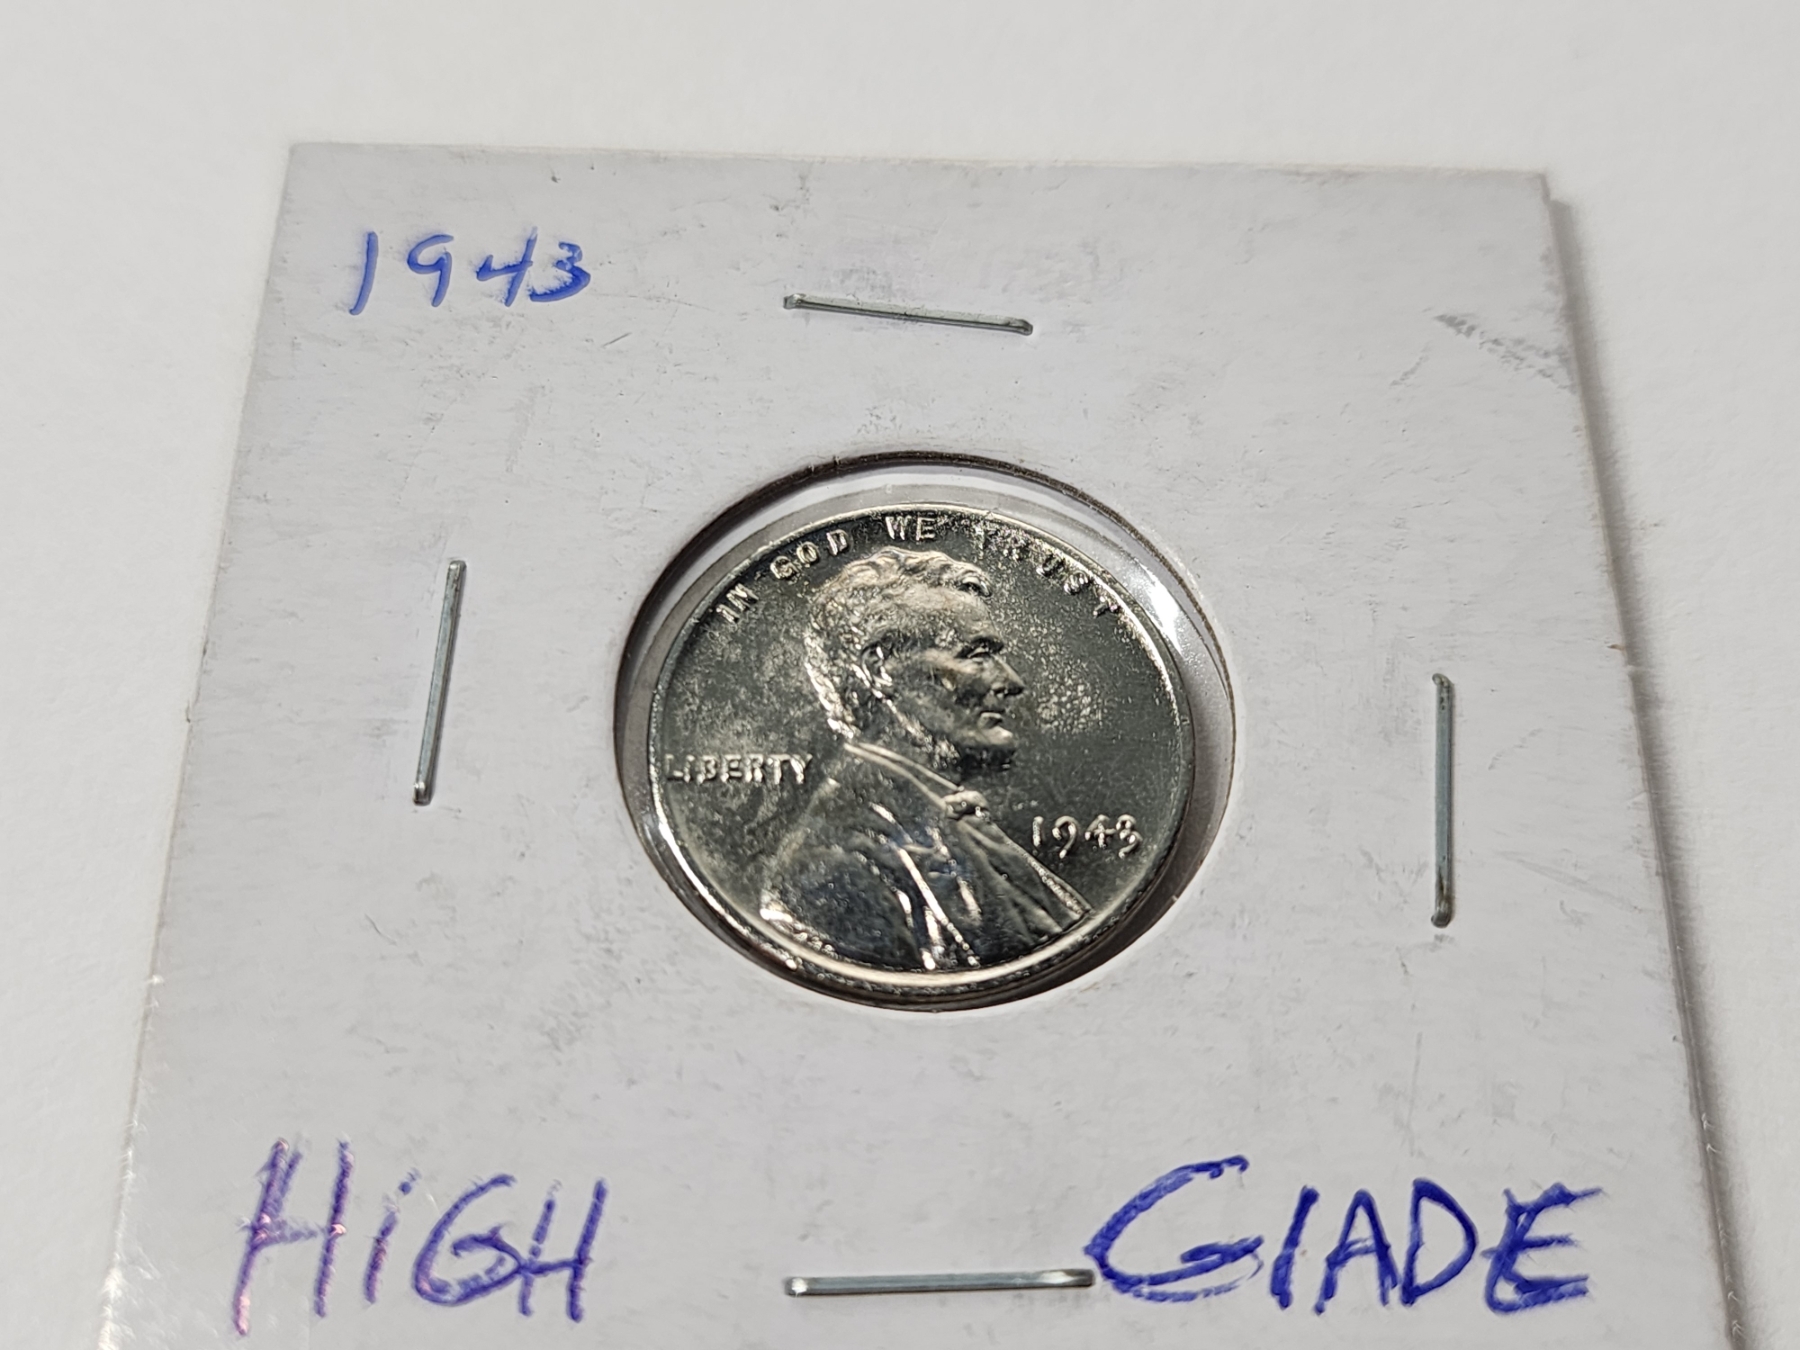 1943
IN GOD WE TRUST
LIBERTY
1943
HiGH GIADE